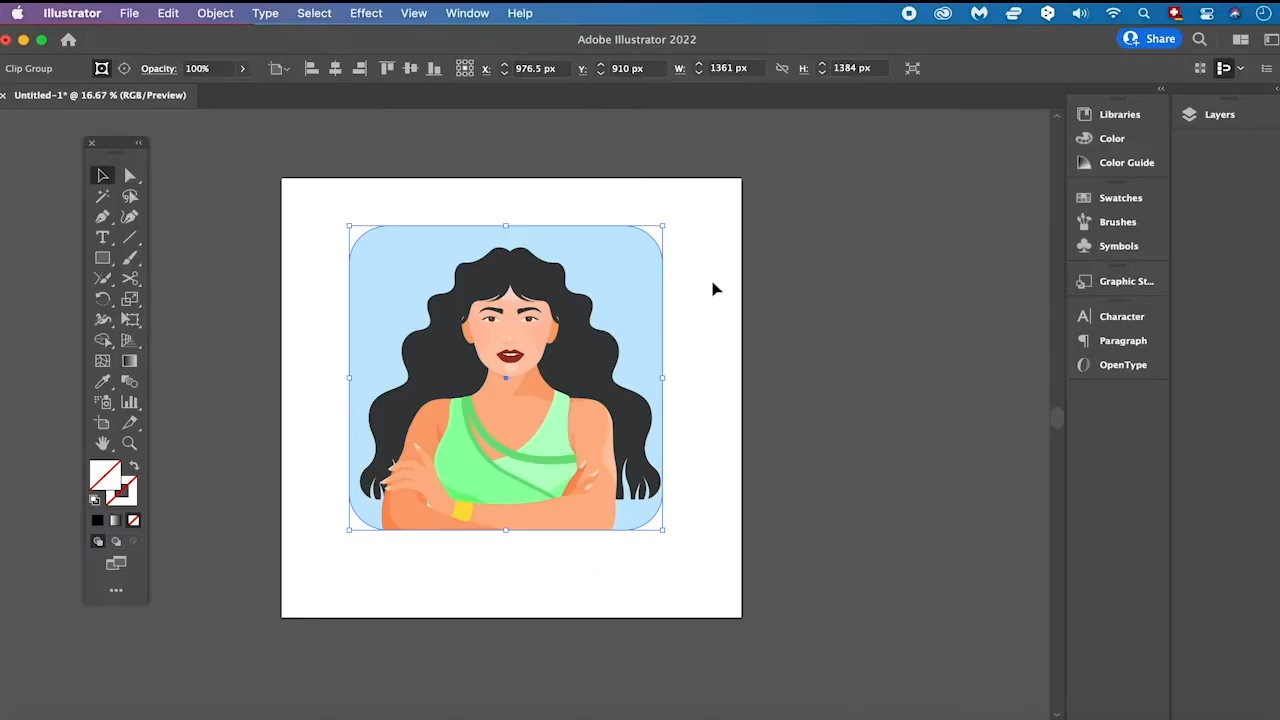 Illustrator File Edit Object Type Select Effect View Window Help
Adobe Illustrator 2022
Share
Clip Group Opacity: 100% X: 976.5 px Y: 910 px W: 1361 px H: 1384 px
Untitled-1* @ 16.67 % (RGB/Preview)
Libraries
Color
Color Guide
Swatches
Brushes
Symbols
Graphic St...
Character
Paragraph
OpenType
Layers